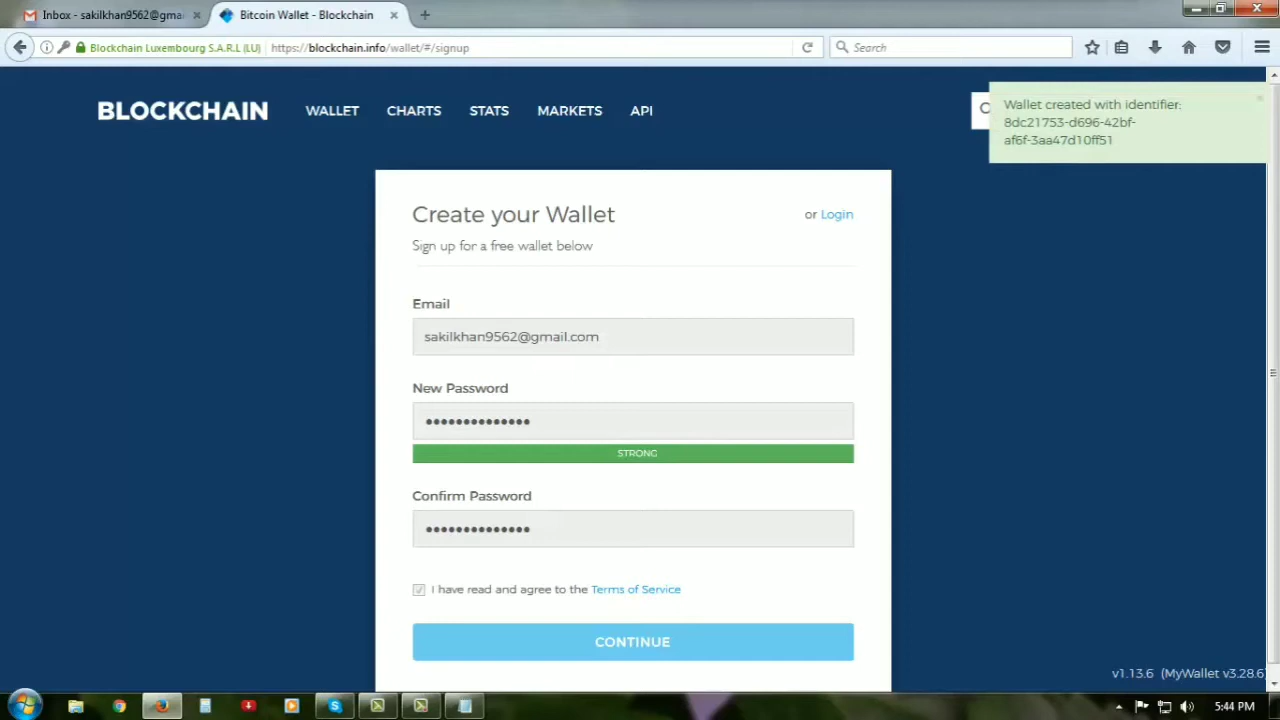 Inbox - sakilkhan9562@gma
Bitcoin Wallet - Blockchain
Blockchain Luxembourg S.A.R.L (LU)
https://blockchain.info/wallet/#/signup
Search
BLOCKCHAIN
WALLET
CHARTS
STATS
MARKETS
API
Wallet created with identifier:
8dc21753-d696-42bf-
af6f-3aa47d10ff51
Create your Wallet
or Login
Sign up for a free wallet below
Email
sakilkhan9562@gmail.com
New Password
STRONG
Confirm Password
I have read and agree to the Terms of Service
CONTINUE
v1.13.6 (MyWallet v3.28.6)
5:44 PM